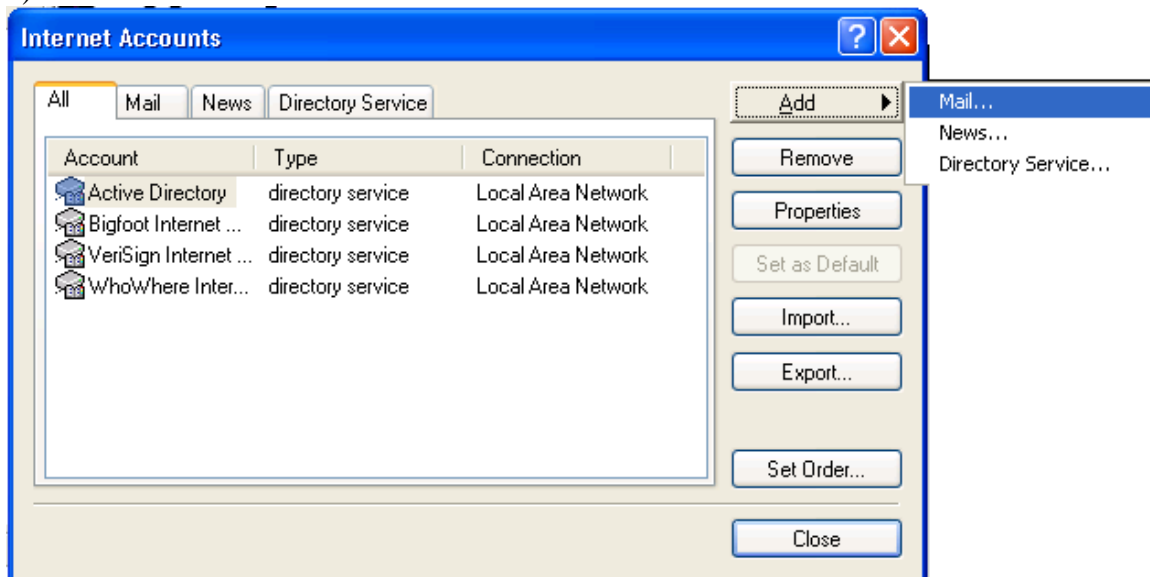 Internet Accounts
All Mail News Directory Service
Add
Mail...
News...
Directory Service...
Account Type Connection
Active Directory directory service Local Area Network
Bigfoot Internet ... directory service Local Area Network
VeriSign Internet ... directory service Local Area Network
WhoWhere Inter... directory service Local Area Network
Remove
Properties
Set as Default
Import...
Export...
Set Order...
Close